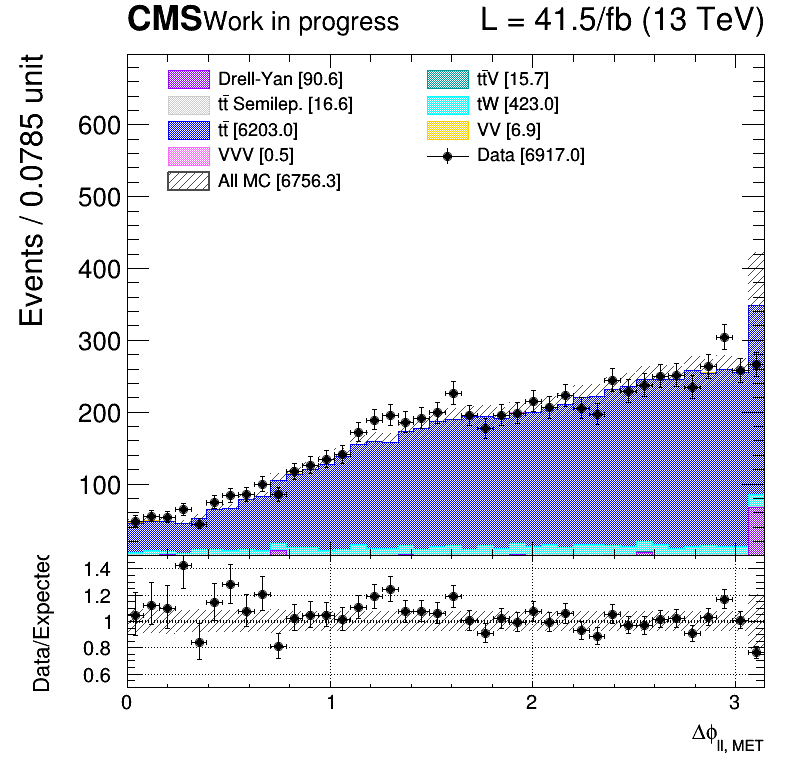 CMS Work in progress L = 41.5/fb (13 TeV)
Events / 0.0785 unit
Drell-Yan [90.6]
tt̄ Semilep. [16.6]
tt̄ [6203.0]
VVV [0.5]
All MC [6756.3]
tt̄V [15.7]
tW [423.0]
VV [6.9]
Data [6917.0]
600
500
400
300
200
100
Data/Expected
1.4
1.2
1
0.8
0.6
0 1 2 3
Δϕll, MET